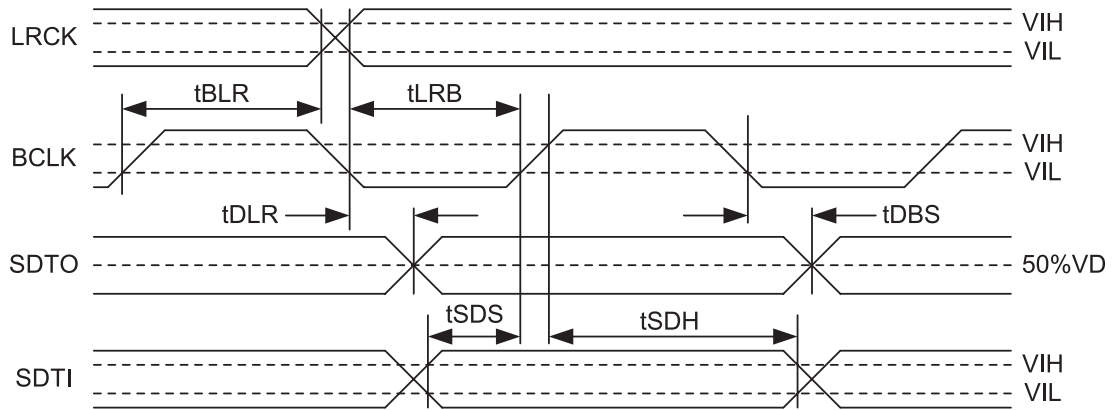 LRCK
VIH
VIL
tBLR
tLRB
BCLK
VIH
VIL
tDLR
tDBS
SDTO
50%VD
tSDS
tSDH
SDTI
VIH
VIL